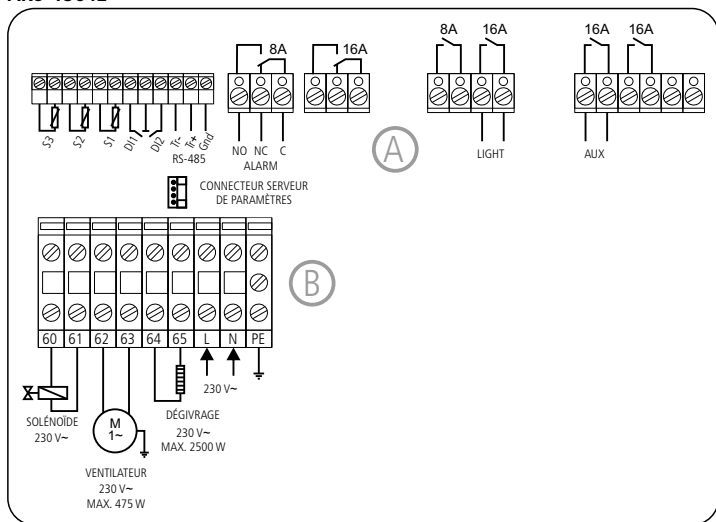 8A
16A
8A
16A
16A
16A
S3 S2 S1 DI1 DI2 Tr- Tr+ Gnd
RS-485
NO NC C
ALARM
A
LIGHT
AUX
CONNECTEUR SERVEUR
DE PARAMÈTRES
B
60 61 62 63 64 65 L N PE
230 V~
SOLÉNOÏDE
230 V~
M
1~
DÉGIVRAGE
230 V~
MAX. 2500 W
VENTILATEUR
230 V~
MAX. 475 W